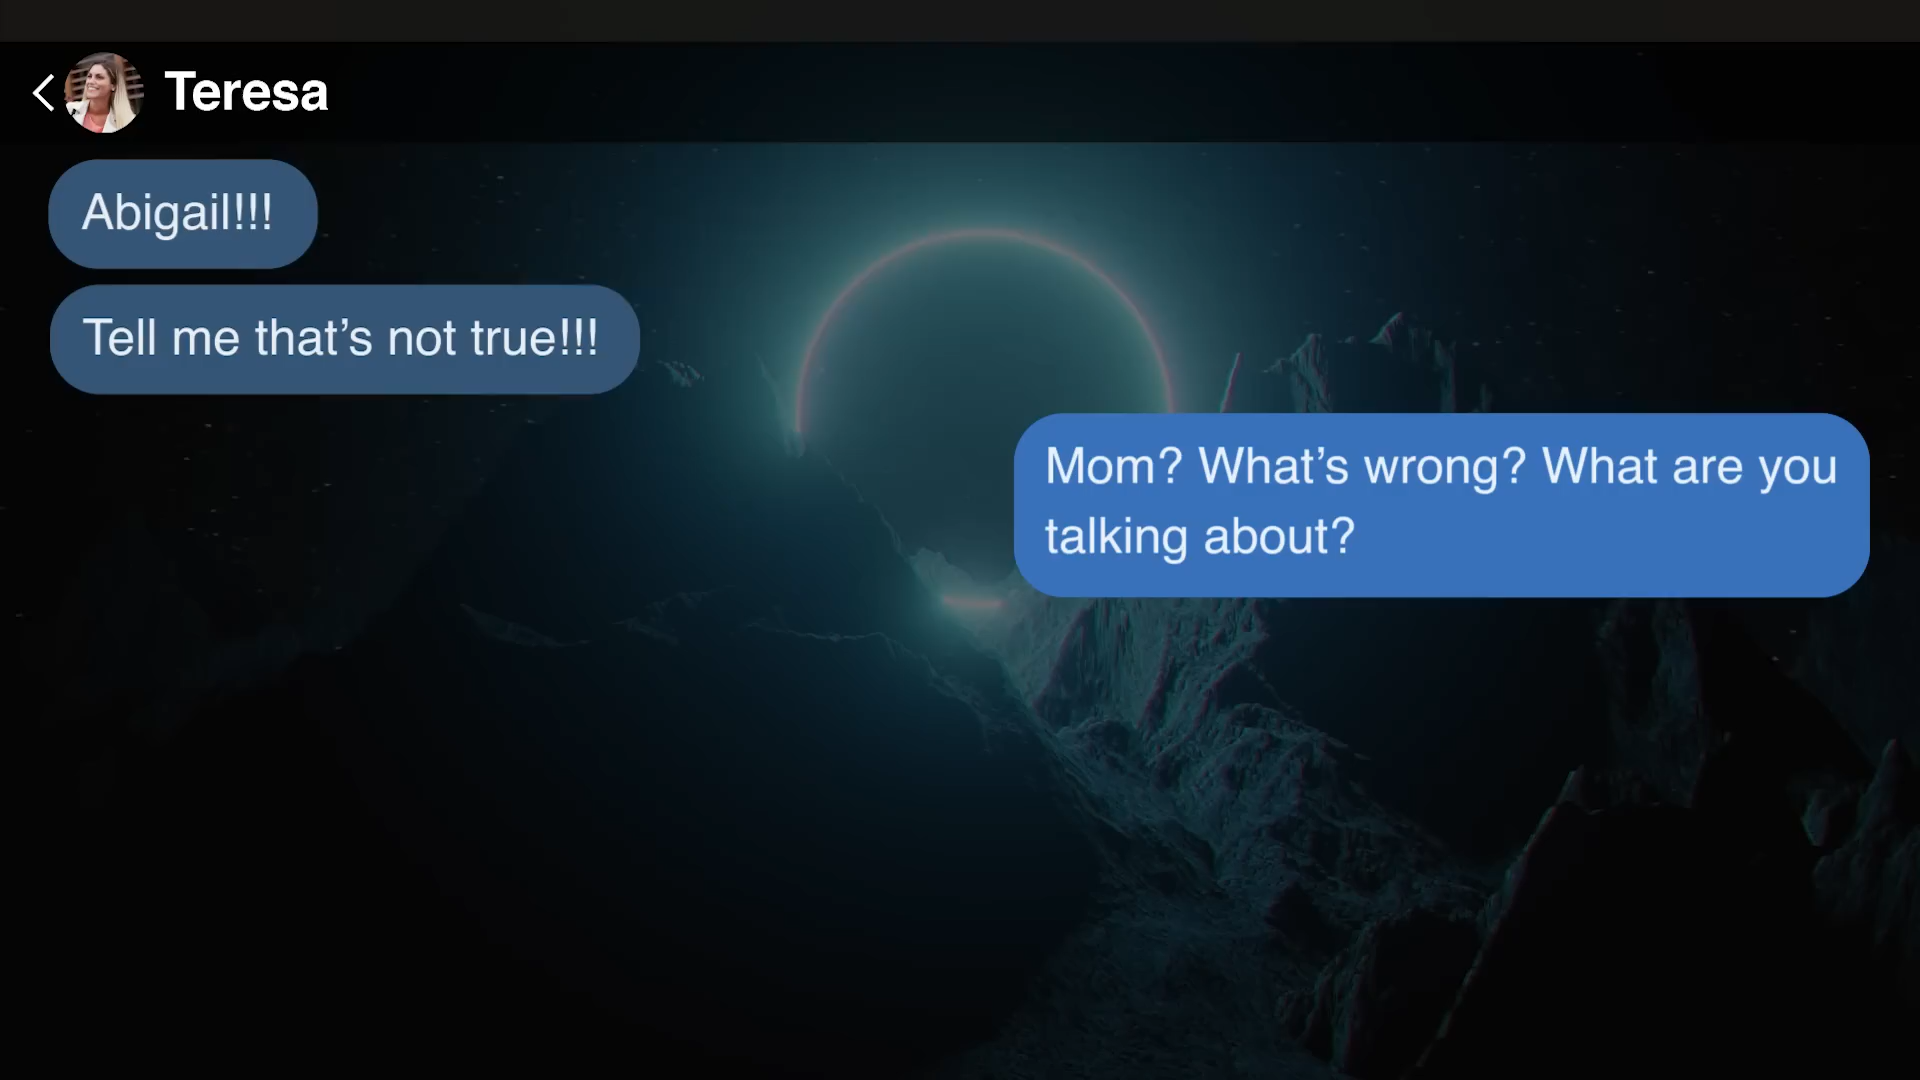 Teresa
Abigail!!!
Tell me that’s not true!!!
Mom? What’s wrong? What are you
talking about?